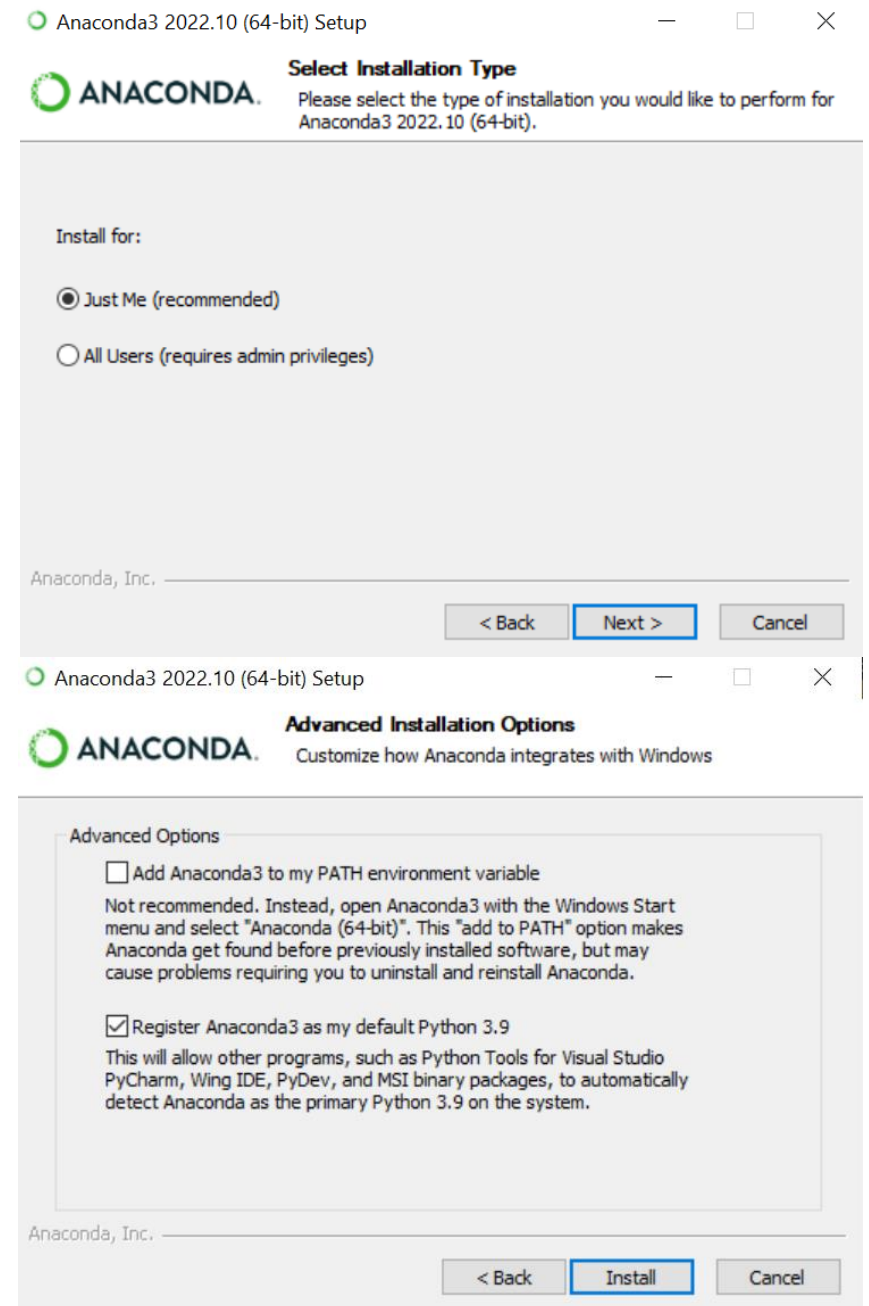 Anaconda3 2022.10 (64-bit) Setup
Select Installation Type
ANACONDA.
Please select the type of installation you would like to perform for
Anaconda3 2022.10 (64-bit).
Install for:
Just Me (recommended)
All Users (requires admin privileges)
Anaconda, Inc.
< Back
Next >
Cancel
Anaconda3 2022.10 (64-bit) Setup
Advanced Installation Options
ANACONDA.
Customize how Anaconda integrates with Windows
Advanced Options
Add Anaconda3 to my PATH environment variable
Not recommended. Instead, open Anaconda3 with the Windows Start
menu and select "Anaconda (64-bit)". This "add to PATH" option makes
Anaconda get found before previously installed software, but may
cause problems requiring you to uninstall and reinstall Anaconda.
Register Anaconda3 as my default Python 3.9
This will allow other programs, such as Python Tools for Visual Studio
PyCharm, Wing IDE, PyDev, and MSI binary packages, to automatically
detect Anaconda as the primary Python 3.9 on the system.
Anaconda, Inc.
< Back
Install
Cancel